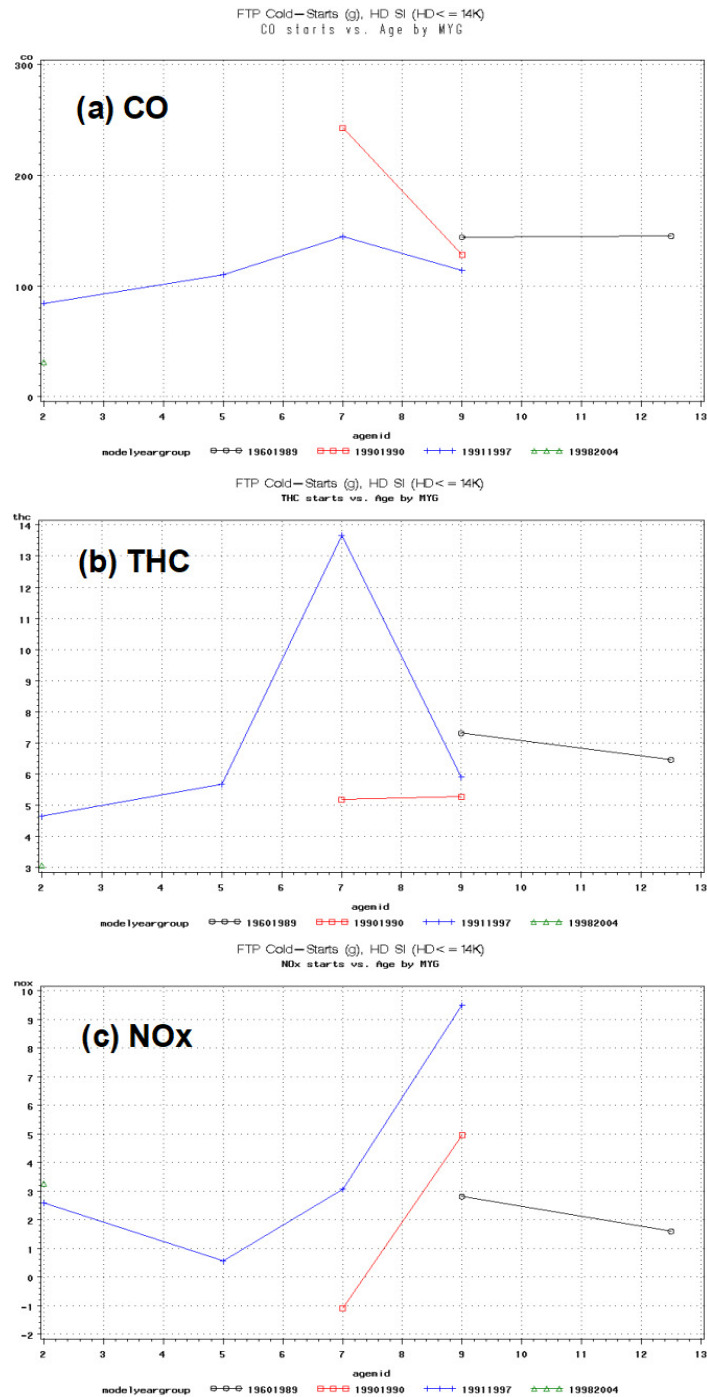 FTP Cold—Starts (g), HD SI (HD<= 14K)
CO starts vs. Age by MYG
CO
300
(a) CO
200
100
0
2 3 4 5 6 7 8 9 10 11 12 13
agemid
modelyeargroup 19601989 19901990 19911997 19982004
FTP Cold—Starts (g), HD SI (HD<= 14K)
THC starts vs. Age by MYG
thc
14
(b) THC
13
12
11
10
9
8
7
6
5
4
3
2 3 4 5 6 7 8 9 10 11 12 13
agemid
modelyeargroup 19601989 19901990 19911997 19982004
FTP Cold—Starts (g), HD SI (HD<= 14K)
NOx starts vs. Age by MYG
nox
10
(c) NOx
9
8
7
6
5
4
3
2
1
0
-1
-2
2 3 4 5 6 7 8 9 10 11 12 13
agemid
modelyeargroup 19601989 19901990 19911997 19982004